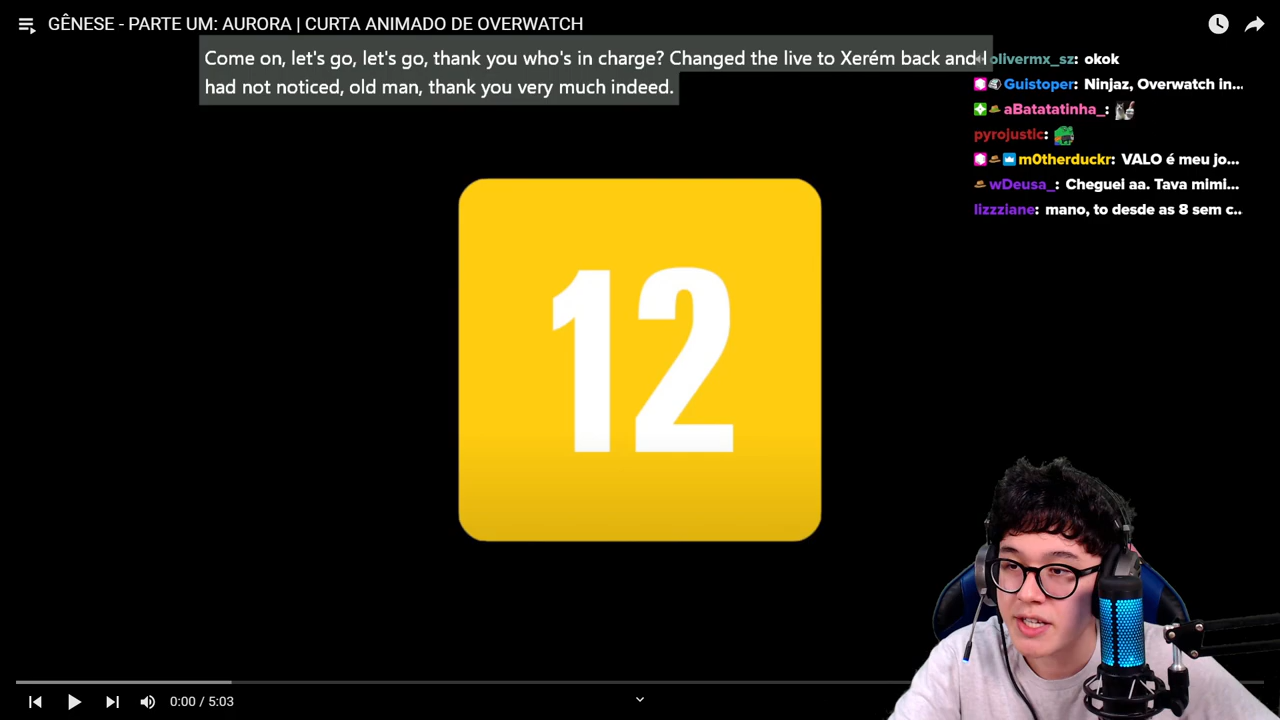 GÊNESE - PARTE UM: AURORA | CURTA ANIMADO DE OVERWATCH
Come on, let's go, let's go, thank you who's in charge? Changed the live to Xerém back and I
had not noticed, old man, thank you very much indeed.
olivermx_sz: okok
Guistoper: Ninjaz, Overwatch in...
aBatatatinha_:
pyrojustIc:
m0therduckr: VALO é meu jo...
wDeusa_: Cheguei aa. Tava mimi...
lizzziane: mano, to desde as 8 sem c..
12
0:00 / 5:03